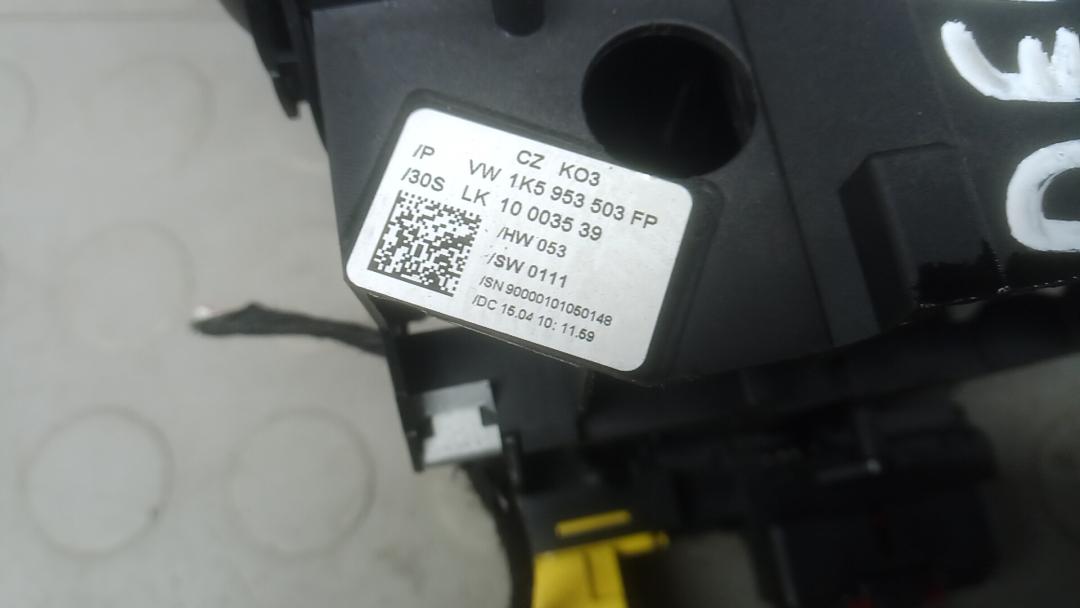 CZ KO3
/P VW 1K5 953 503 FP
/30S LK 10 0035 39
/HW 053
/SW 0111
/SN 90000101050148
/DC 15.04 10: 11.59